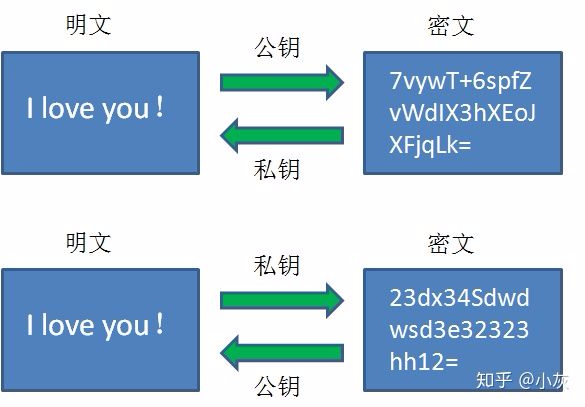 明文
公钥
密文
I love you！
7vywT+6spfZ
vWdIX3hXEoJ
XFjqLk=
私钥
明文
私钥
密文
I love you！
23dx34Sdwd
wsd3e32323
hh12=
公钥
知乎 @小灰